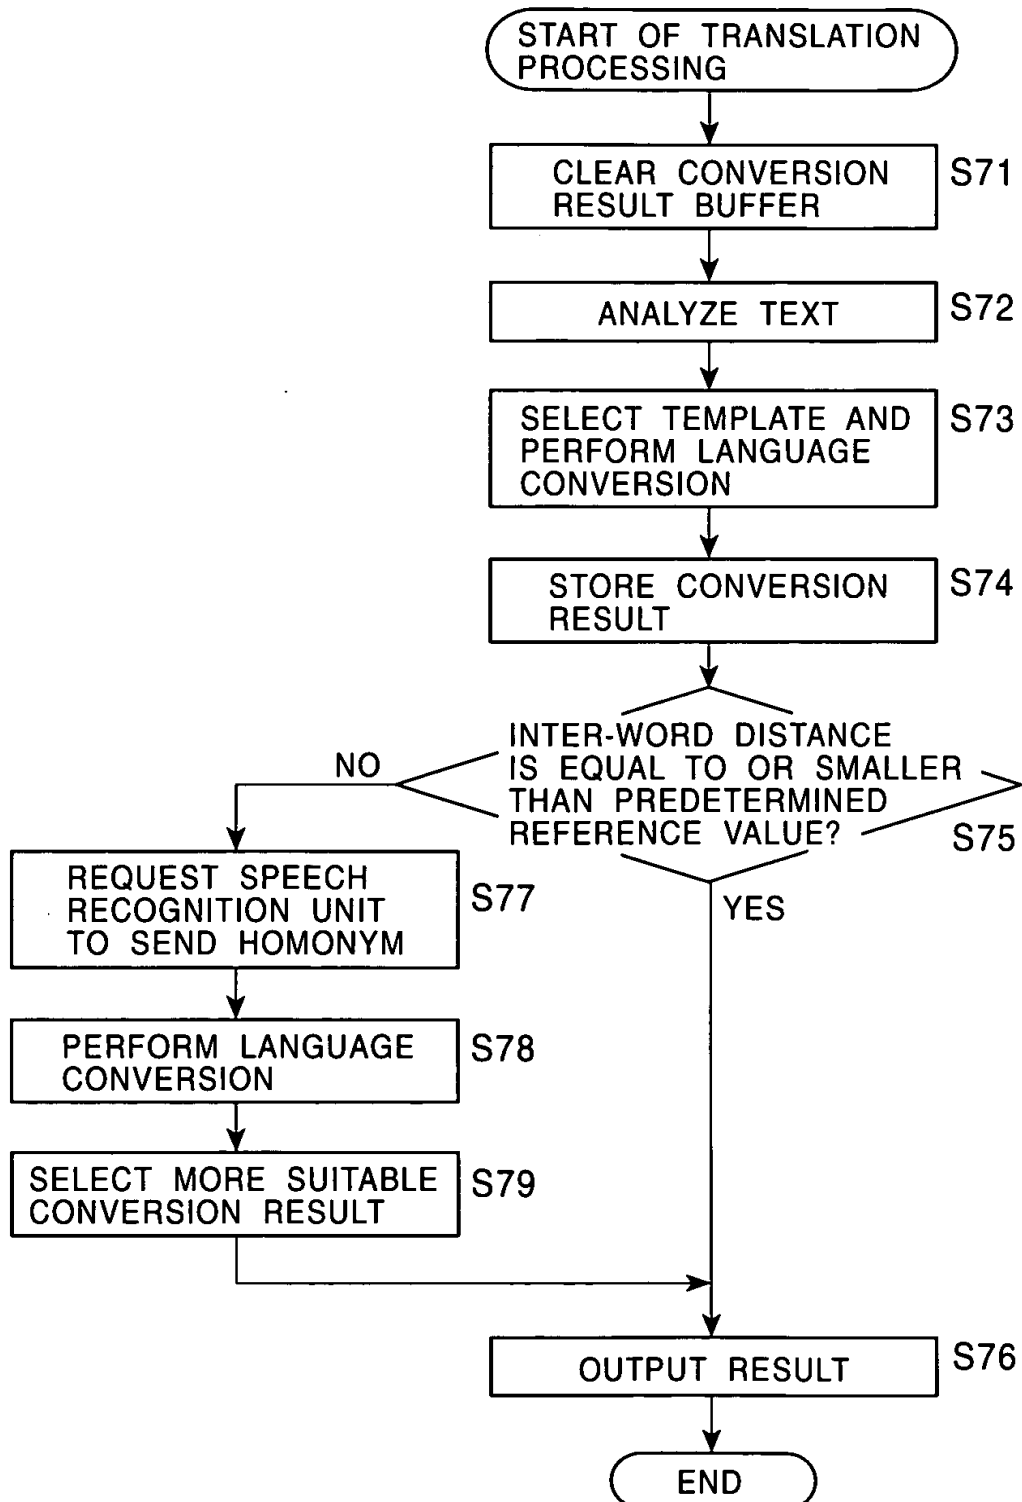 START OF TRANSLATION
PROCESSING
CLEAR CONVERSION
RESULT BUFFER
S71
ANALYZE TEXT
S72
SELECT TEMPLATE AND
PERFORM LANGUAGE
CONVERSION
S73
STORE CONVERSION
RESULT
S74
INTER-WORD DISTANCE
IS EQUAL TO OR SMALLER
THAN PREDETERMINED
REFERENCE VALUE?
S75
NO
YES
REQUEST SPEECH
RECOGNITION UNIT
TO SEND HOMONYM
S77
PERFORM LANGUAGE
CONVERSION
S78
SELECT MORE SUITABLE
CONVERSION RESULT
S79
OUTPUT RESULT
S76
END